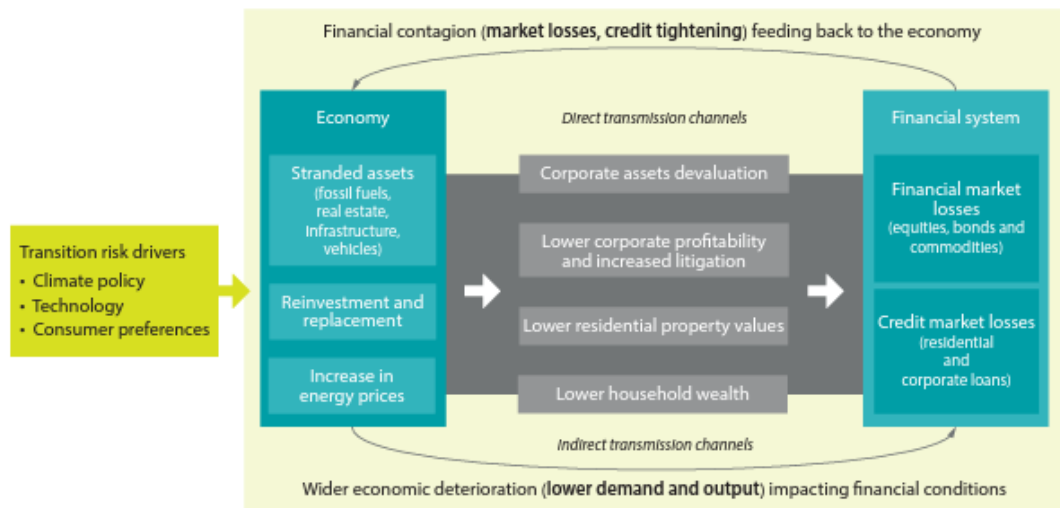 Financial contagion (market losses, credit tightening) feeding back to the economy
Economy
Direct transmission channels
Financial system
Stranded assets
(fossil fuels,
real estate,
infrastructure,
vehicles)
Corporate assets devaluation
Financial market
losses
(equities, bonds and
commodities)
Transition risk drivers
• Climate policy
• Technology
• Consumer preferences
Lower corporate profitability
and increased litigation
Reinvestment and
replacement
Lower residential property values
Credit market losses
(residential
and
corporate loans)
Increase in
energy prices
Lower household wealth
Indirect transmission channels
Wider economic deterioration (lower demand and output) impacting financial conditions